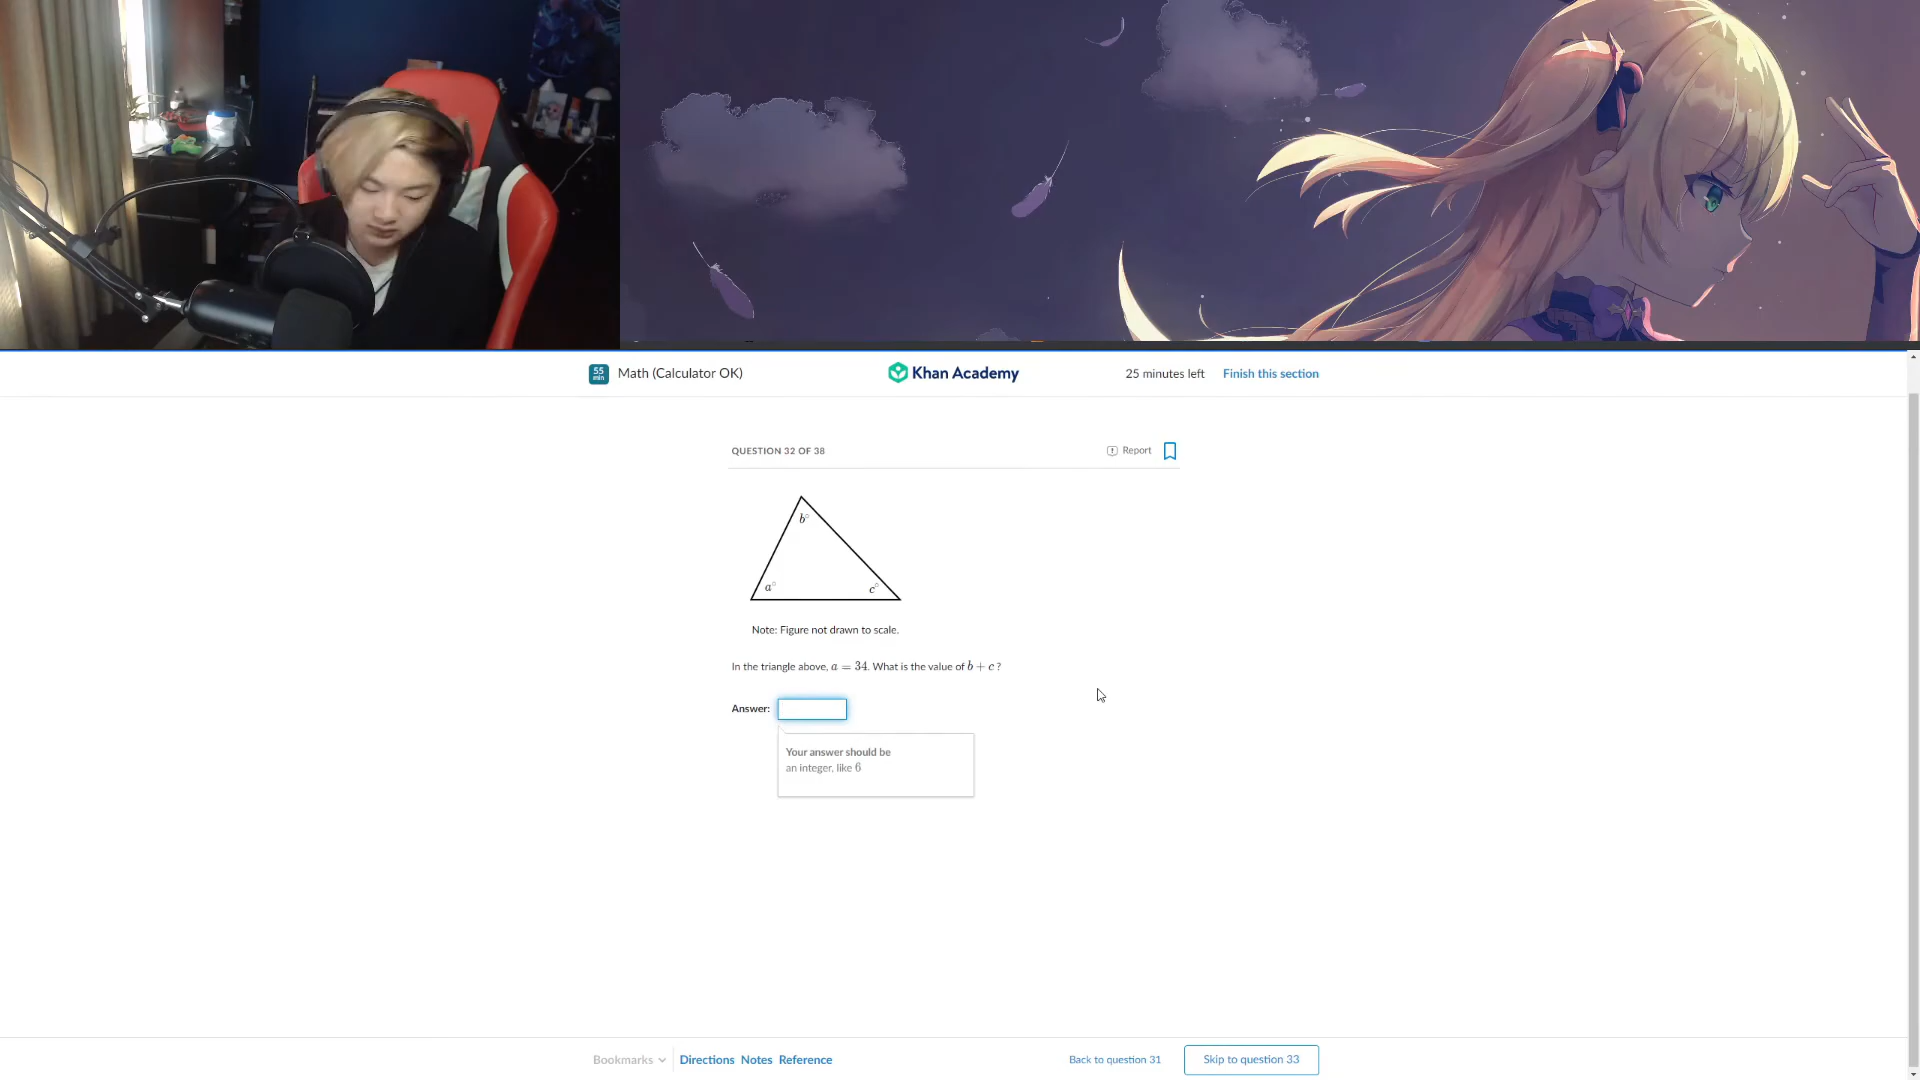 55
min
Math (Calculator OK)
Khan Academy
25 minutes left
Finish this section
QUESTION 32 OF 38
Report
b°
a°
c°
Note: Figure not drawn to scale.
In the triangle above, a = 34. What is the value of b + c ?
Answer:
Your answer should be
an integer, like 6
Bookmarks
Directions
Notes
Reference
Back to question 31
Skip to question 33